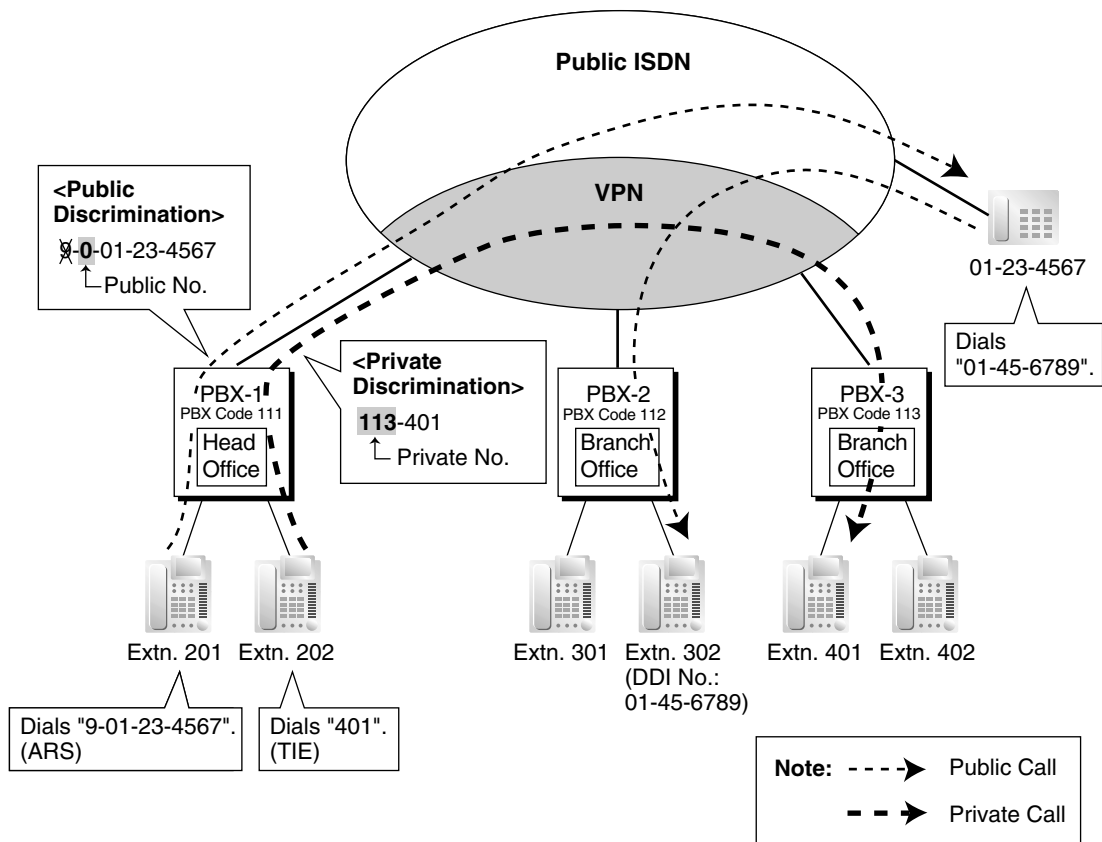 Public ISDN
VPN
<Public
Discrimination>
9-0-01-23-4567
Public No.
01-23-4567
Dials
"01-45-6789".
<Private
Discrimination>
113-401
Private No.
PBX-1
PBX Code 111
Head
Office
PBX-2
PBX Code 112
Branch
Office
PBX-3
PBX Code 113
Branch
Office
Extn. 201
Extn. 202
Extn. 301
Extn. 302
(DDI No.:
01-45-6789)
Extn. 401
Extn. 402
Dials "9-01-23-4567".
(ARS)
Dials "401".
(TIE)
Note:
Public Call
Private Call